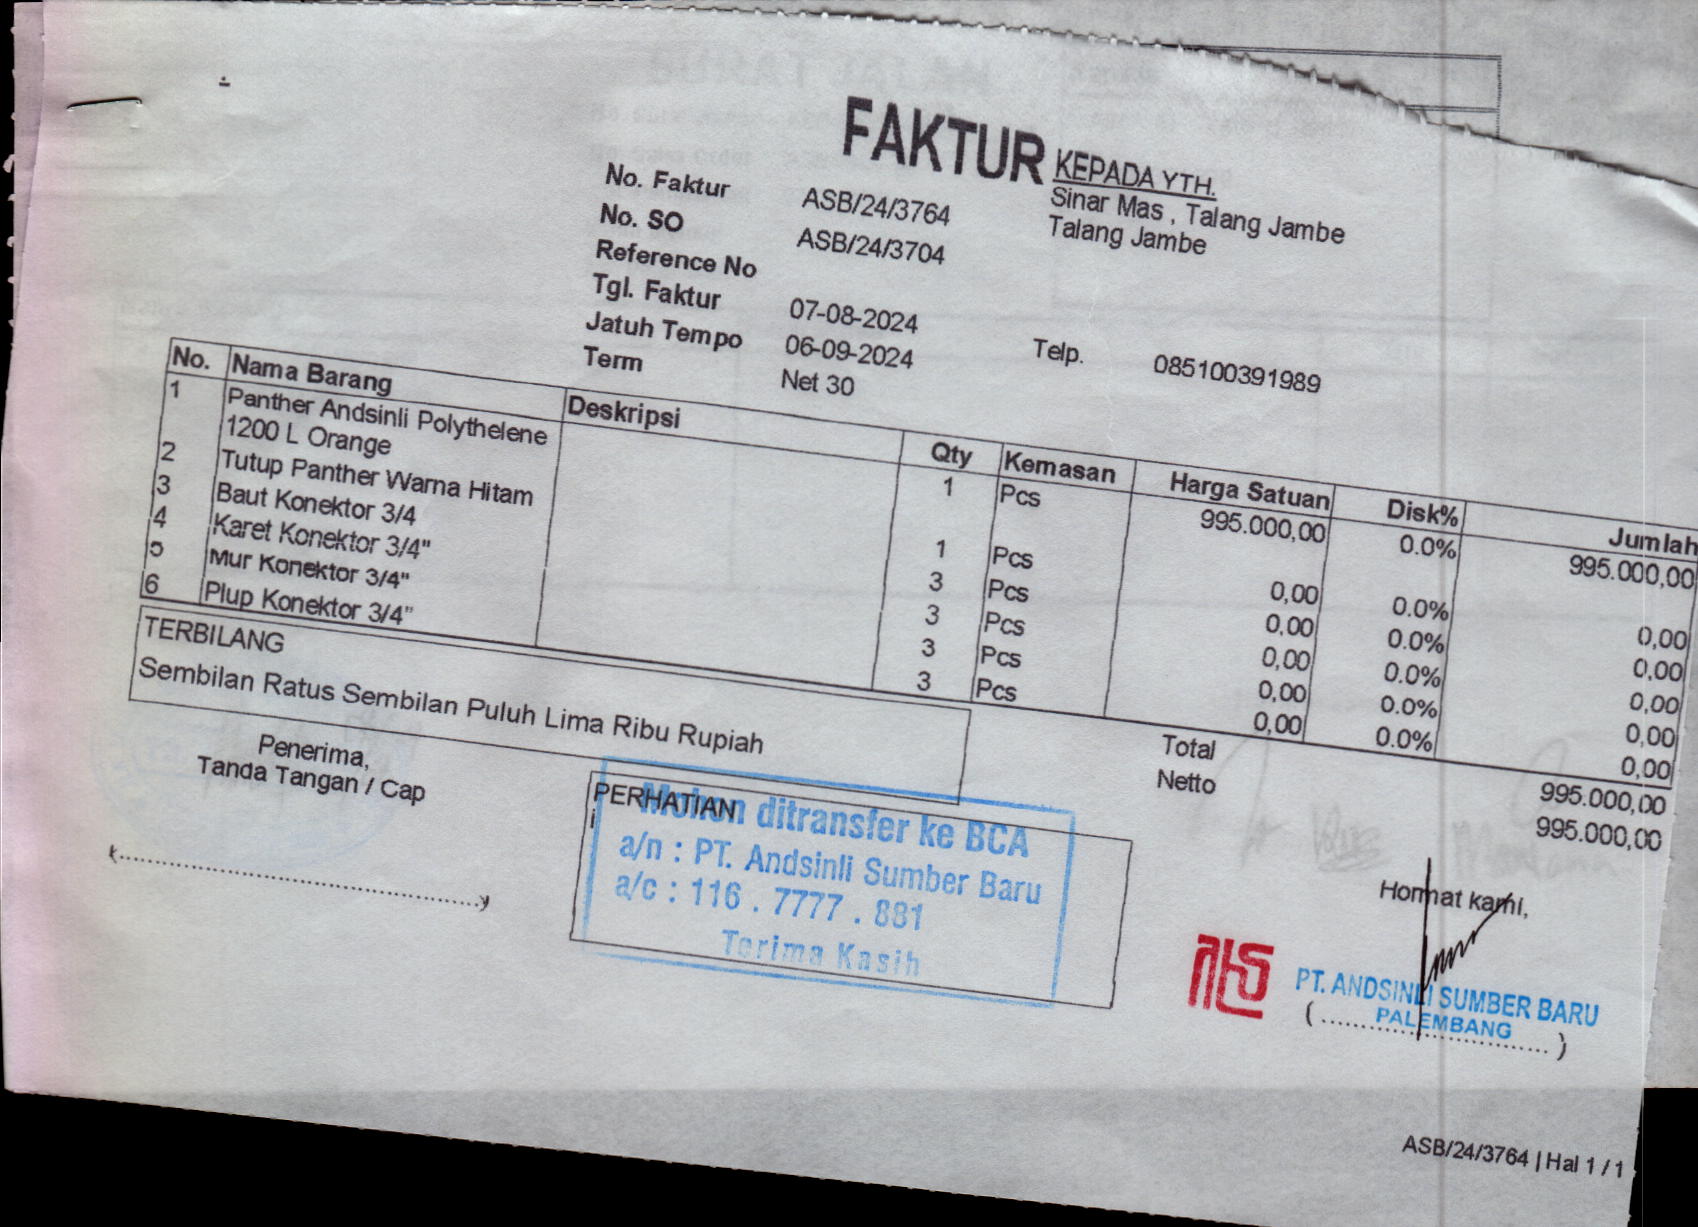 FAKTUR
KEPADA YTH.
Sinar Mas , Talang Jambe
Talang Jambe
No. Faktur ASB/24/3764
No. SO ASB/24/3704
Reference No
Tgl. Faktur 07-08-2024
Jatuh Tempo 06-09-2024
Term Net 30
Telp. 085100391989
No. Nama Barang Deskripsi Qty Kemasan Harga Satuan Disk% Jumlah
1 Panther Andsinli Polythelene 1 Pcs 995.000,00 0.0% 995.000,00
1200 L Orange
2 Tutup Panther Warna Hitam 1 Pcs 0,00 0.0% 0,00
3 Baut Konektor 3/4 3 Pcs 0,00 0.0% 0,00
4 Karet Konektor 3/4" 3 Pcs 0,00 0.0% 0,00
5 Mur Konektor 3/4" 3 Pcs 0,00 0.0% 0,00
6 Plup Konektor 3/4" 3 Pcs 0,00 0.0% 0,00
TERBILANG
Sembilan Ratus Sembilan Puluh Lima Ribu Rupiah
Total 995.000,00
Netto 995.000,00
Penerima,
Tanda Tangan / Cap
PERHATIAN
Mohon ditransfer ke BCA
a/n : PT. Andsinli Sumber Baru
a/c : 116 . 7777 . 881
Terima Kasih
Hormat kami,
PT. ANDSINLI SUMBER BARU
PALEMBANG
ASB/24/3764 | Hal 1 / 1